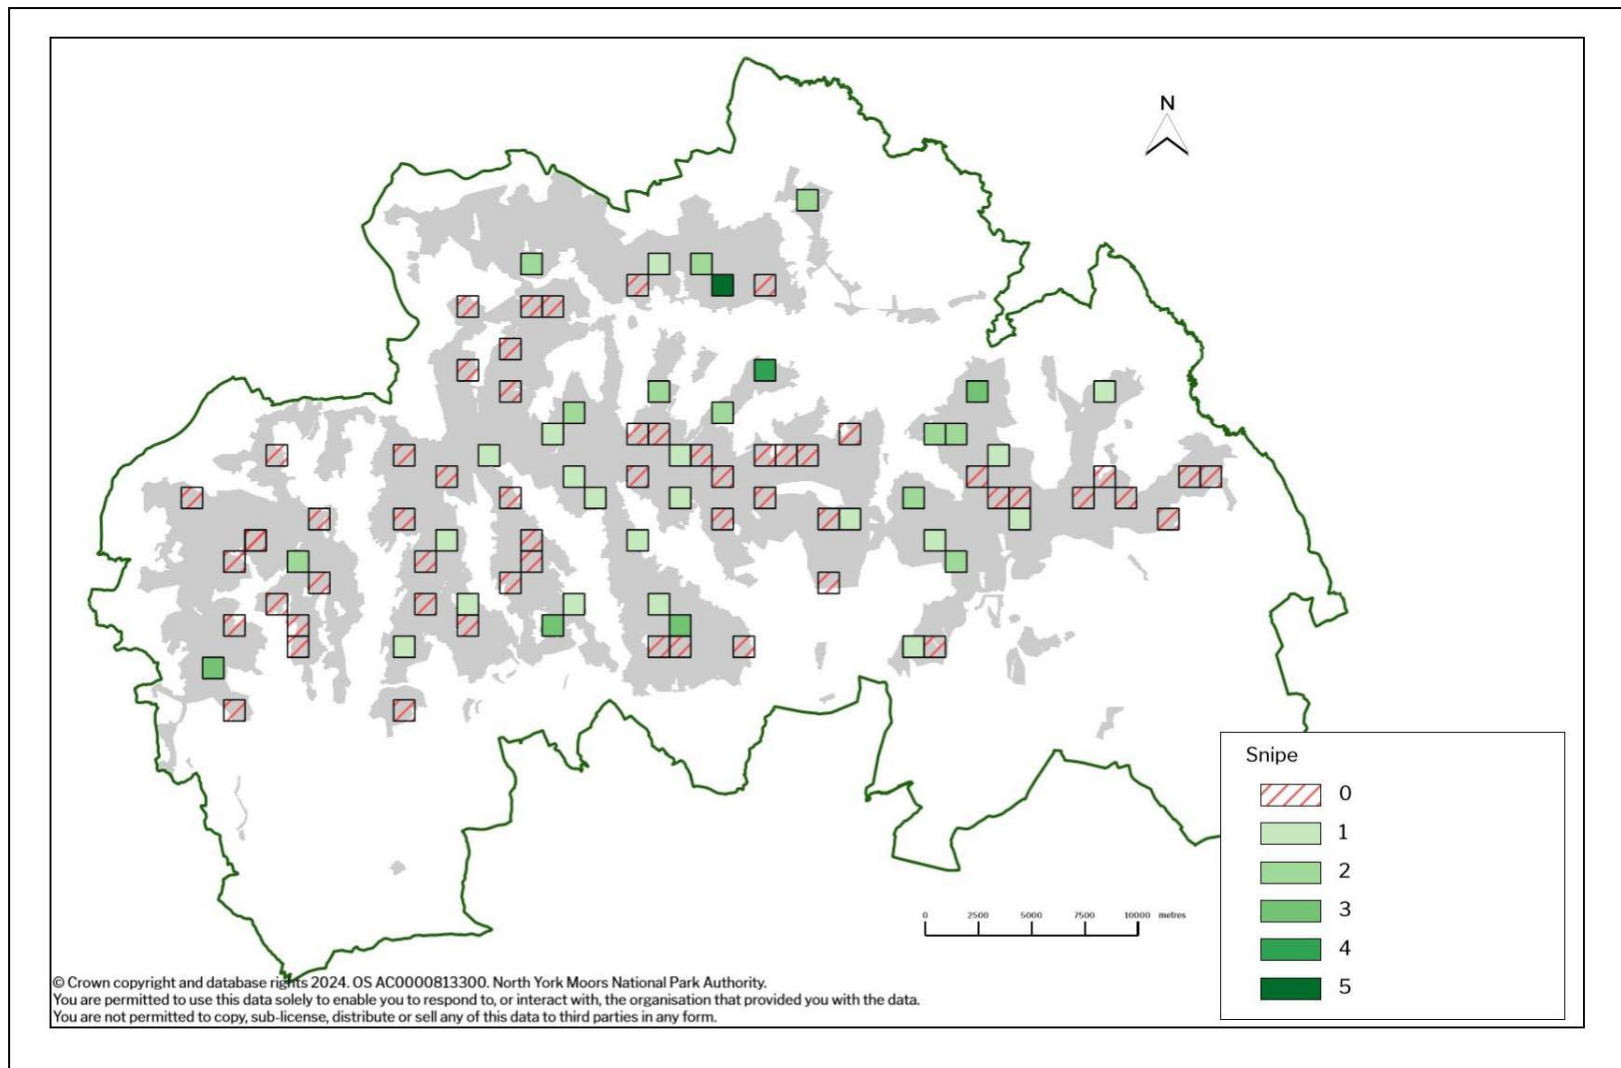 N
Snipe
0
1
2
3
4
5
0 2500 5000 7500 10000 metres
© Crown copyright and database rights 2024. OS AC0000813300. North York Moors National Park Authority.
You are permitted to use this data solely to enable you to respond to, or interact with, the organisation that provided you with the data.
You are not permitted to copy, sub-license, distribute or sell any of this data to third parties in any form.